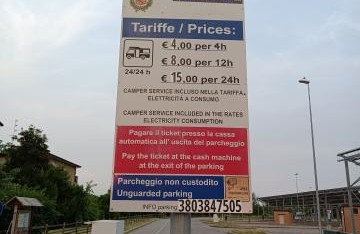 Tariffe / Prices:
€ 4,00 per 4h
€ 8,00 per 12h
24/24 h
€ 15,00 per 24h
CAMPER SERVICE INCLUSO NELLA TARIFFA
ELETTRICITÀ A CONSUMO
CAMPER SERVICE INCLUDED IN THE RATES
ELECTRICITY CONSUMPTION
Pagare il ticket presso la cassa
automatica all' uscita del parcheggio
Pay the ticket at the cash machine
at the exit of the parking
Parcheggio non custodito
Unguarded parking
INFO parking 3803847505